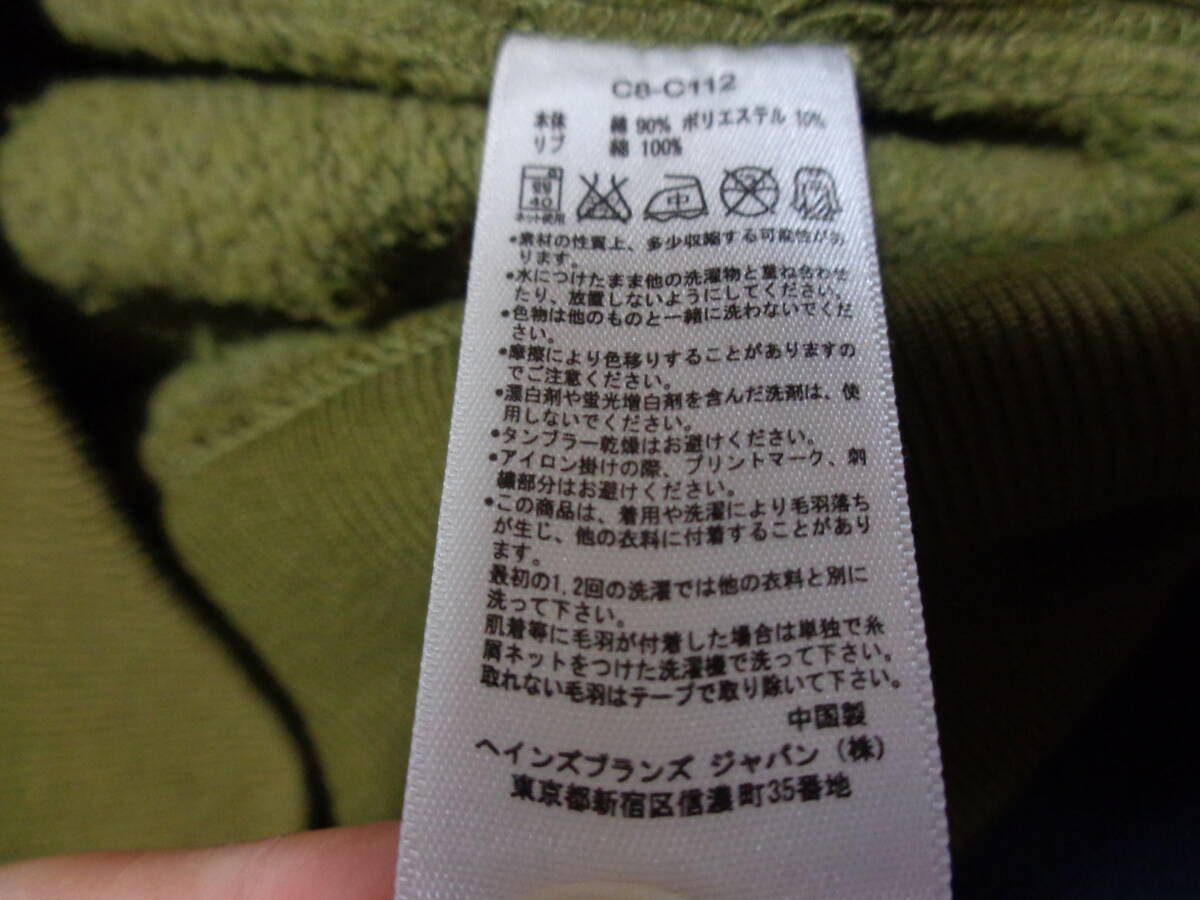 C8-C112
本体 綿 90% ポリエステル 10%
リブ 綿 100%
40
ネット使用
中
•素材の性質上、多少収縮する可能性があ
ります。
•水につけたまま他の洗濯物と重ね合わせ
たり、放置しないようにしてください。
•色物は他のものと一緒に洗わないでくだ
さい。
•摩擦により色移りすることがありますの
でご注意ください。
•漂白剤や蛍光増白剤を含んだ洗剤は、使
用しないでください。
•タンブラー乾燥はお避けください。
•アイロン掛けの際、プリントマーク、刺
繍部分はお避けください。
•この商品は、着用や洗濯により毛羽落ち
が生じ、他の衣料に付着することがあり
ます。
最初の1,2回の洗濯では他の衣料と別に
洗って下さい。
肌着等に毛羽が付着した場合は単独で糸
屑ネットをつけた洗濯機で洗って下さい。
取れない毛羽はテープで取り除いて下さい。
中国製
ヘインズブランズ ジャパン (株)
東京都新宿区信濃町35番地